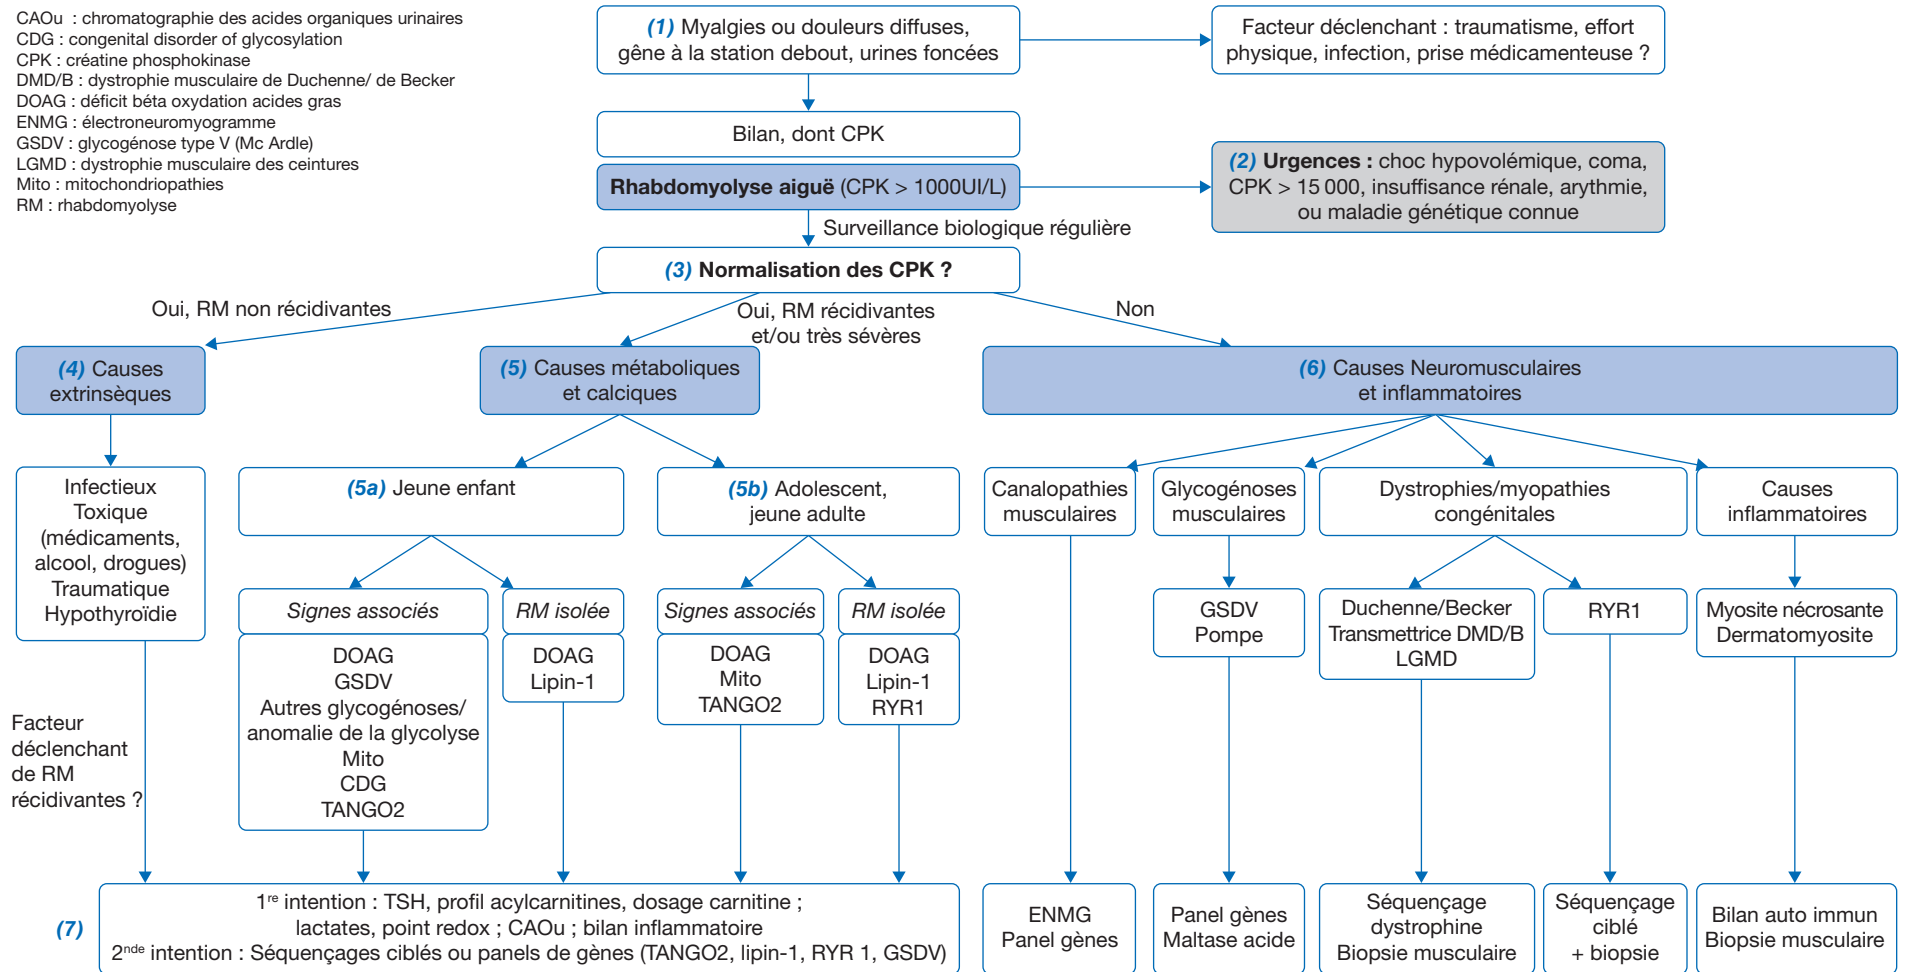 CAOu : chromatographie des acides organiques urinaires
CDG : congenital disorder of glycosylation
CPK : créatine phosphokinase
DMD/B : dystrophie musculaire de Duchenne/ de Becker
DOAG : déficit béta oxydation acides gras
ENMG : électroneuromyogramme
GSDV : glycogénose type V (Mc Ardle)
LGMD : dystrophie musculaire des ceintures
Mito : mitochondriopathies
RM : rhabdomyolyse
(1) Myalgies ou douleurs diffuses,
gêne à la station debout, urines foncées
Facteur déclenchant : traumatisme, effort
physique, infection, prise médicamenteuse ?
Bilan, dont CPK
Rhabdomyolyse aiguë (CPK > 1000UI/L)
(2) Urgences : choc hypovolémique, coma,
CPK > 15 000, insuffisance rénale, arythmie,
ou maladie génétique connue
Surveillance biologique régulière
(3) Normalisation des CPK ?
Oui, RM non récidivantes
Oui, RM récidivantes
et/ou très sévères
Non
(4) Causes
extrinsèques
(5) Causes métaboliques
et calciques
(6) Causes Neuromusculaires
et inflammatoires
Infectieux
Toxique
(médicaments,
alcool, drogues)
Traumatique
Hypothyroïdie
(5a) Jeune enfant
(5b) Adolescent,
jeune adulte
Canalopathies
musculaires
Glycogénoses
musculaires
Dystrophies/myopathies
congénitales
Causes
inflammatoires
Signes associés
RM isolée
Signes associés
RM isolée
DOAG
GSDV
Autres glycogénoses/
anomalie de la glycolyse
Mito
CDG
TANGO2
DOAG
Lipin-1
DOAG
Mito
TANGO2
DOAG
Lipin-1
RYR1
GSDV
Pompe
Duchenne/Becker
Transmettrice DMD/B
LGMD
RYR1
Myosite nécrosante
Dermatomyosite
Facteur
déclenchant
de RM
récidivantes ?
(7)
1re intention : TSH, profil acylcarnitines, dosage carnitine ;
lactates, point redox ; CAOu ; bilan inflammatoire
2nde intention : Séquençages ciblés ou panels de gènes (TANGO2, lipin-1, RYR 1, GSDV)
ENMG
Panel gènes
Panel gènes
Maltase acide
Séquençage
dystrophine
Biopsie musculaire
Séquençage
ciblé
+ biopsie
Bilan auto immun
Biopsie musculaire